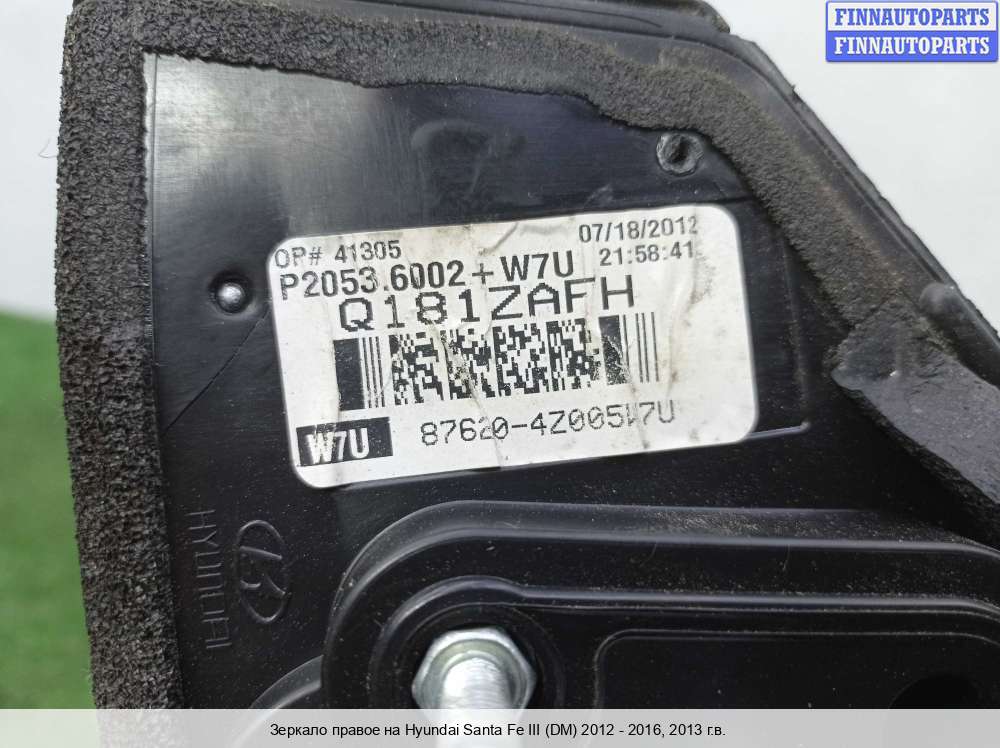 FINNAUTOPARTS
FINNAUTOPARTS
OP# 41305
07/18/2012
P2053.6002+W7U
21:58:41
Q181ZAFH
W7U
87620-4Z005W7U
HYUNDAI
Зеркало правое на Hyundai Santa Fe III (DM) 2012 - 2016, 2013 г.в.